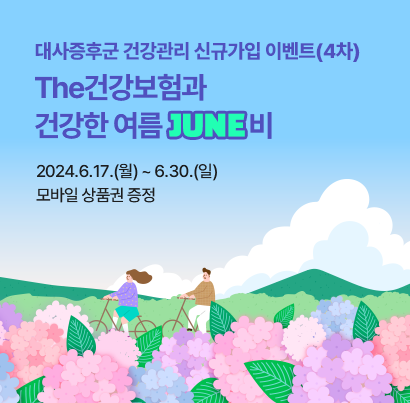 대사증후군 건강관리 신규가입 이벤트(4차)
The건강보험과
건강한 여름 JUNE비
2024.6.17.(월) ~ 6.30.(일)
모바일 상품권 증정